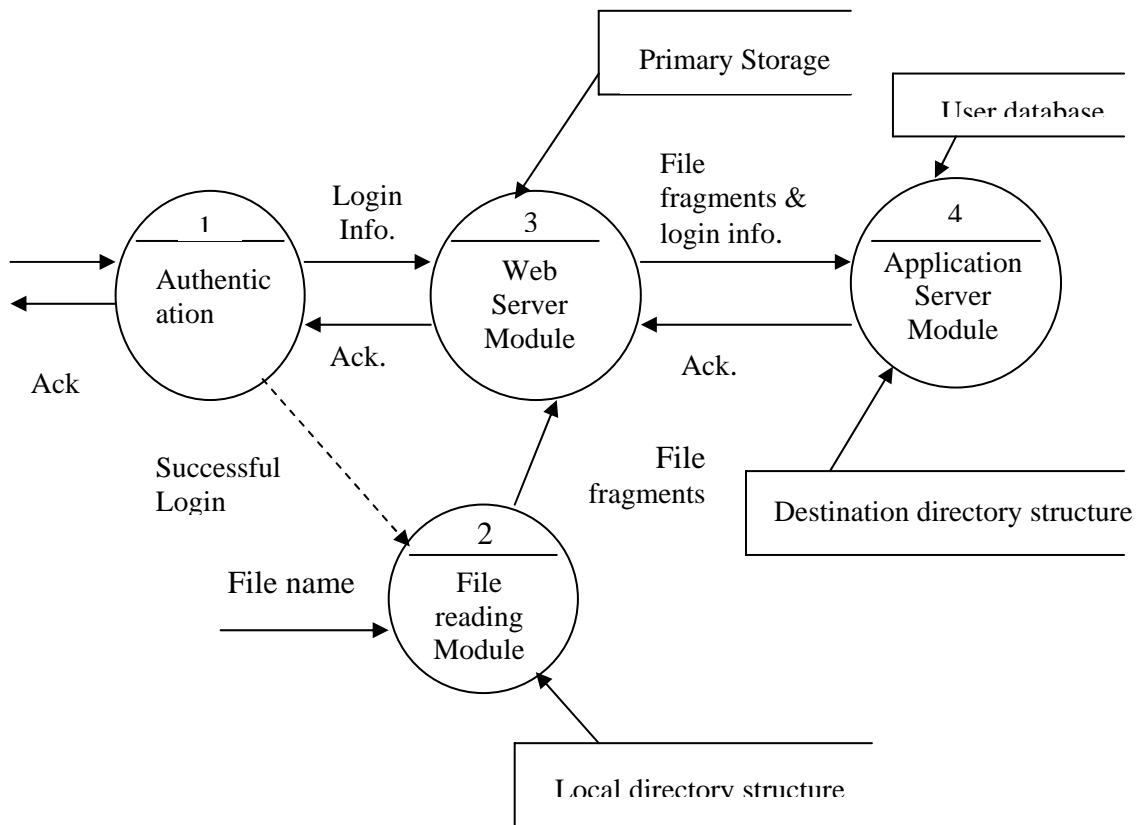 Primary Storage
User database
File
fragments &
login info.
Login
Info.
1
Authentic
ation
3
Web
Server
Module
4
Application
Server
Module
Ack.
Ack.
Ack
Successful
Login
File
fragments
Destination directory structure
2
File
reading
Module
File name
Local directory structure